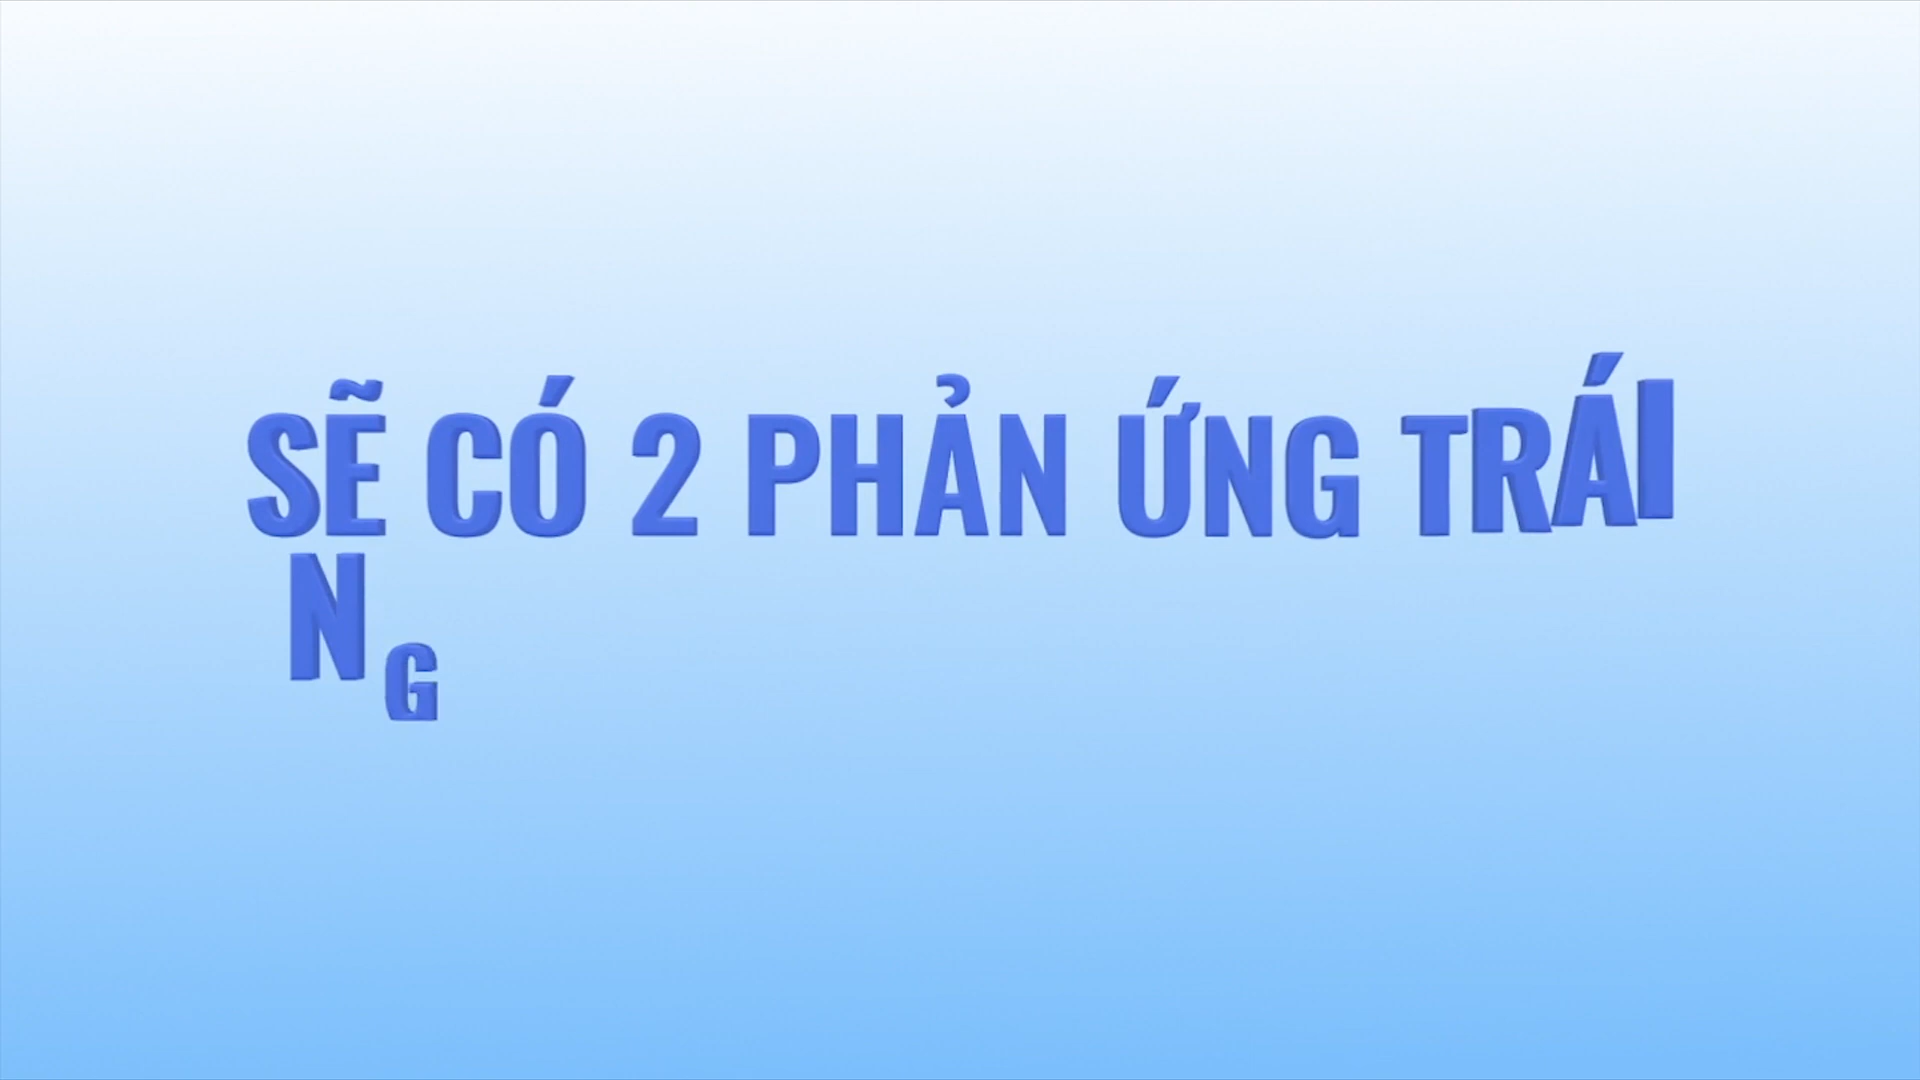 SẼ CÓ 2 PHẢN ỨNG TRÁI
NG